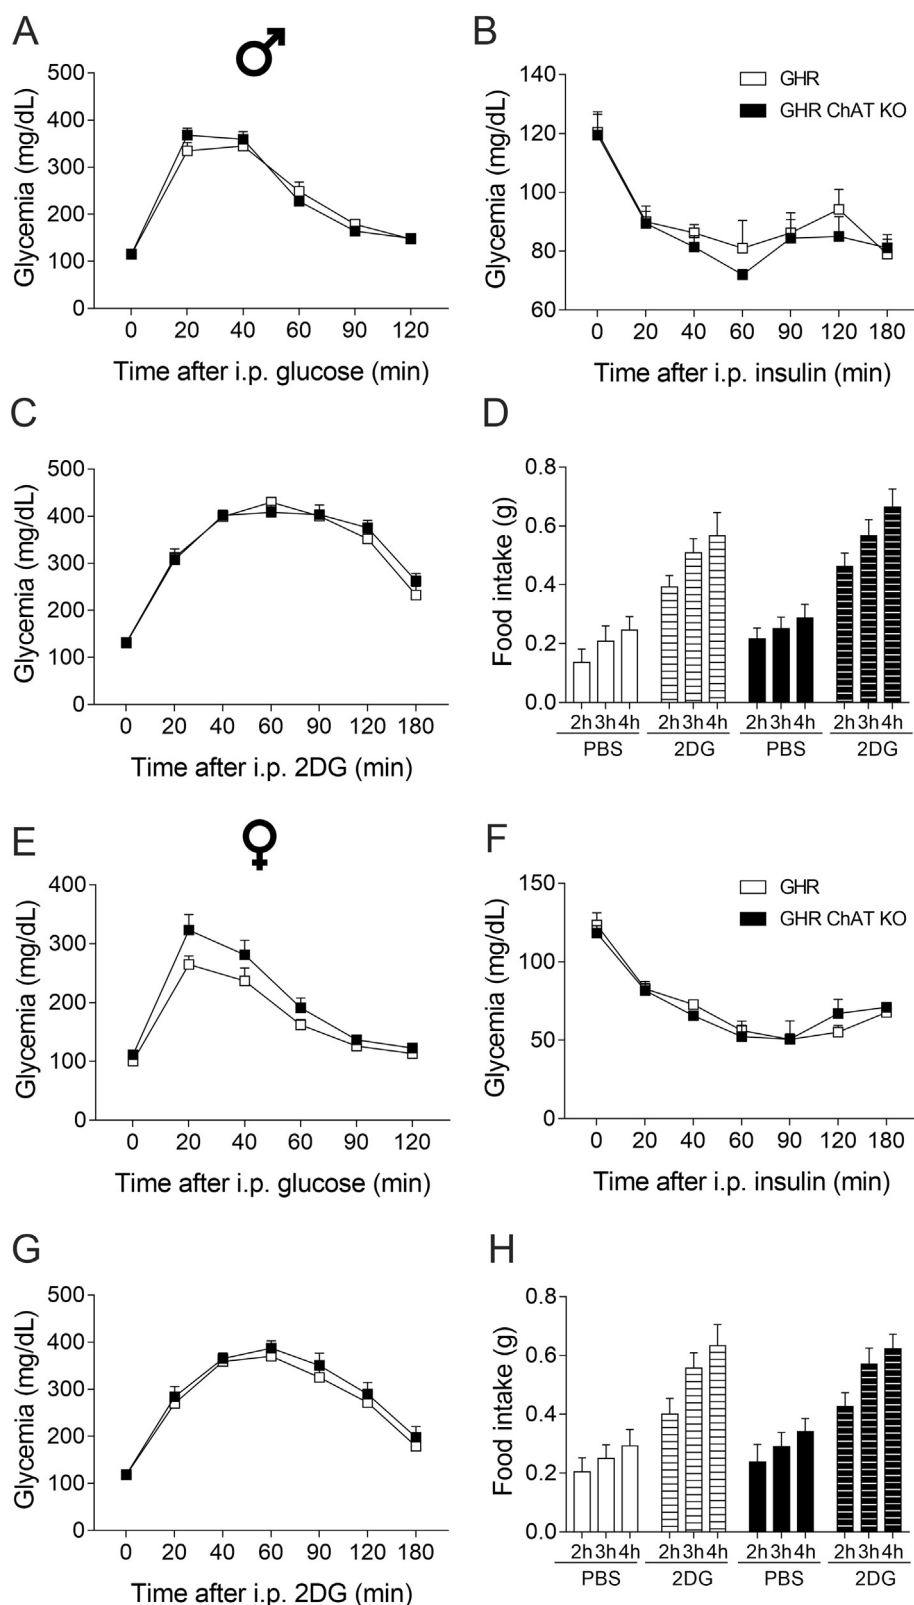 A
♂
Glycemia (mg/dL)
500
400
300
200
100
0
0 20 40 60 90 120
Time after i.p. glucose (min)
B
GHR
GHR ChAT KO
Glycemia (mg/dL)
140
120
100
80
60
0 20 40 60 90 120 180
Time after i.p. insulin (min)
C
Glycemia (mg/dL)
500
400
300
200
100
0
0 20 40 60 90 120 180
Time after i.p. 2DG (min)
D
Food intake (g)
0.8
0.6
0.4
0.2
0.0
2h 3h 4h 2h 3h 4h 2h 3h 4h 2h 3h 4h
PBS 2DG PBS 2DG
E
♀
Glycemia (mg/dL)
400
300
200
100
0
0 20 40 60 90 120
Time after i.p. glucose (min)
F
GHR
GHR ChAT KO
Glycemia (mg/dL)
150
100
50
0
0 20 40 60 90 120 180
Time after i.p. insulin (min)
G
Glycemia (mg/dL)
500
400
300
200
100
0
0 20 40 60 90 120 180
Time after i.p. 2DG (min)
H
Food intake (g)
0.8
0.6
0.4
0.2
0.0
2h 3h 4h 2h 3h 4h 2h 3h 4h 2h 3h 4h
PBS 2DG PBS 2DG